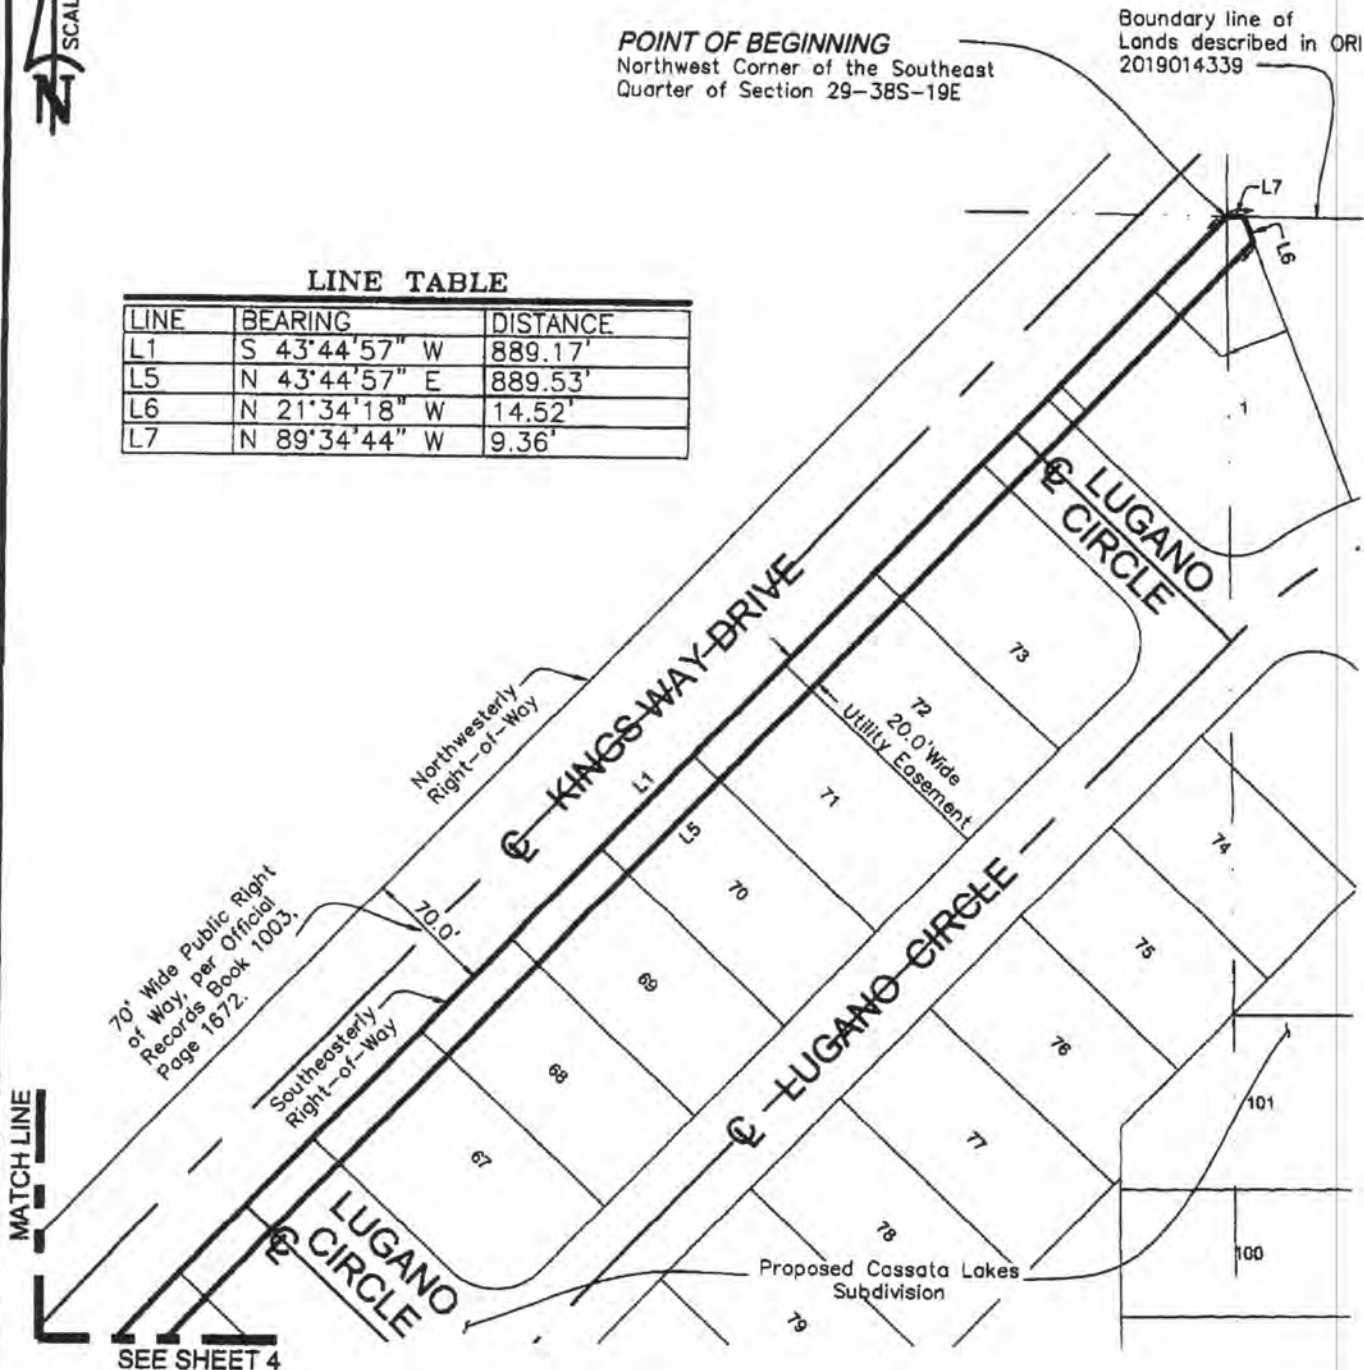 SCAL
N
POINT OF BEGINNING
Northwest Corner of the Southeast
Quarter of Section 29-38S-19E
Boundary line of
Lands described in ORI
2019014339
L7
L6
LINE TABLE
LINE BEARING DISTANCE
L1 S 43°44'57" W 889.17'
L5 N 43°44'57" E 889.53'
L6 N 21°34'18" W 14.52'
L7 N 89°34'44" W 9.36'
1
℄ LUGANO
CIRCLE
℄ KINGS WAY DRIVE
Northwesterly
Right-of-Way
L1
L5
73
72
20.0' Wide
Utility Easement
71
70
69
68
67
70.0'
70' Wide Public Right
of Way, per Official
Records Book 1003,
Page 1672.
Southeasterly
Right-of-Way
℄ LUGANO CIRCLE
74
75
76
77
78
79
101
100
MATCH LINE
℄ LUGANO
CIRCLE
Proposed Cassata Lakes
Subdivision
SEE SHEET 4